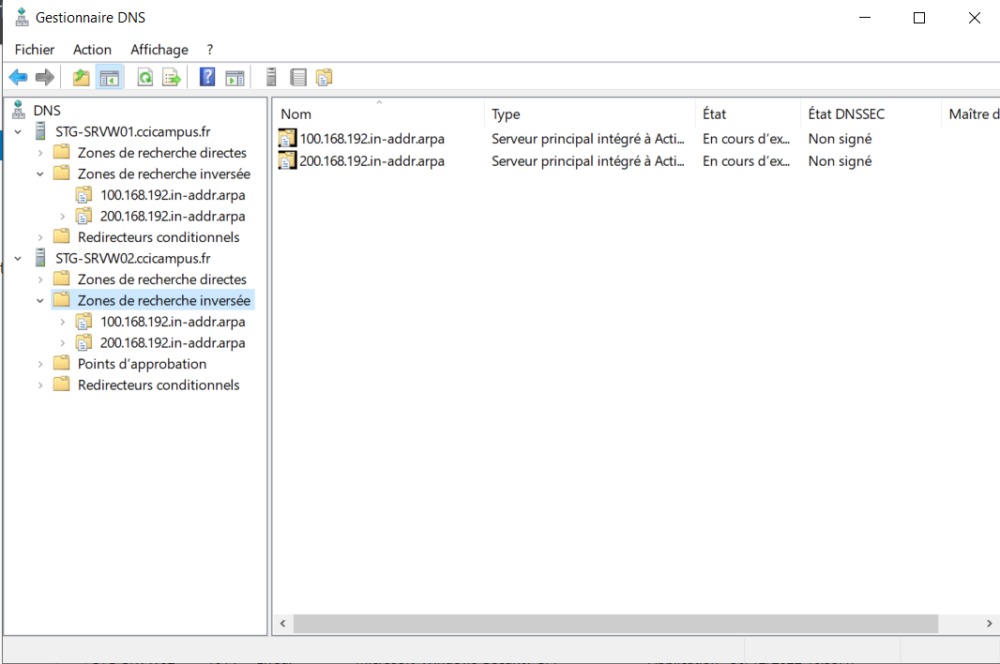 Gestionnaire DNS
Fichier Action Affichage ?
DNS
STG-SRVW01.ccicampus.fr
Zones de recherche directes
Zones de recherche inversée
100.168.192.in-addr.arpa
200.168.192.in-addr.arpa
Redirecteurs conditionnels
STG-SRVW02.ccicampus.fr
Zones de recherche directes
Zones de recherche inversée
100.168.192.in-addr.arpa
200.168.192.in-addr.arpa
Points d’approbation
Redirecteurs conditionnels
Nom Type État État DNSSEC Maître d
100.168.192.in-addr.arpa Serveur principal intégré à Acti... En cours d’ex... Non signé
200.168.192.in-addr.arpa Serveur principal intégré à Acti... En cours d’ex... Non signé